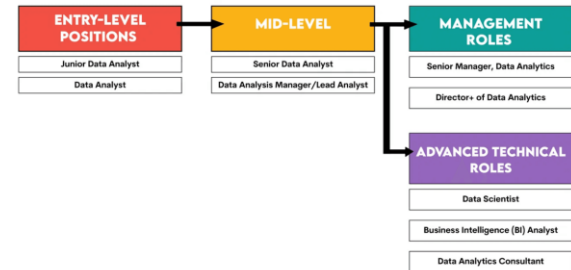 ENTRY-LEVEL
POSITIONS
Junior Data Analyst
Data Analyst
MID-LEVEL
Senior Data Analyst
Data Analysis Manager/Lead Analyst
MANAGEMENT
ROLES
Senior Manager, Data Analytics
Director+ of Data Analytics
ADVANCED TECHNICAL
ROLES
Data Scientist
Business Intelligence (BI) Analyst
Data Analytics Consultant